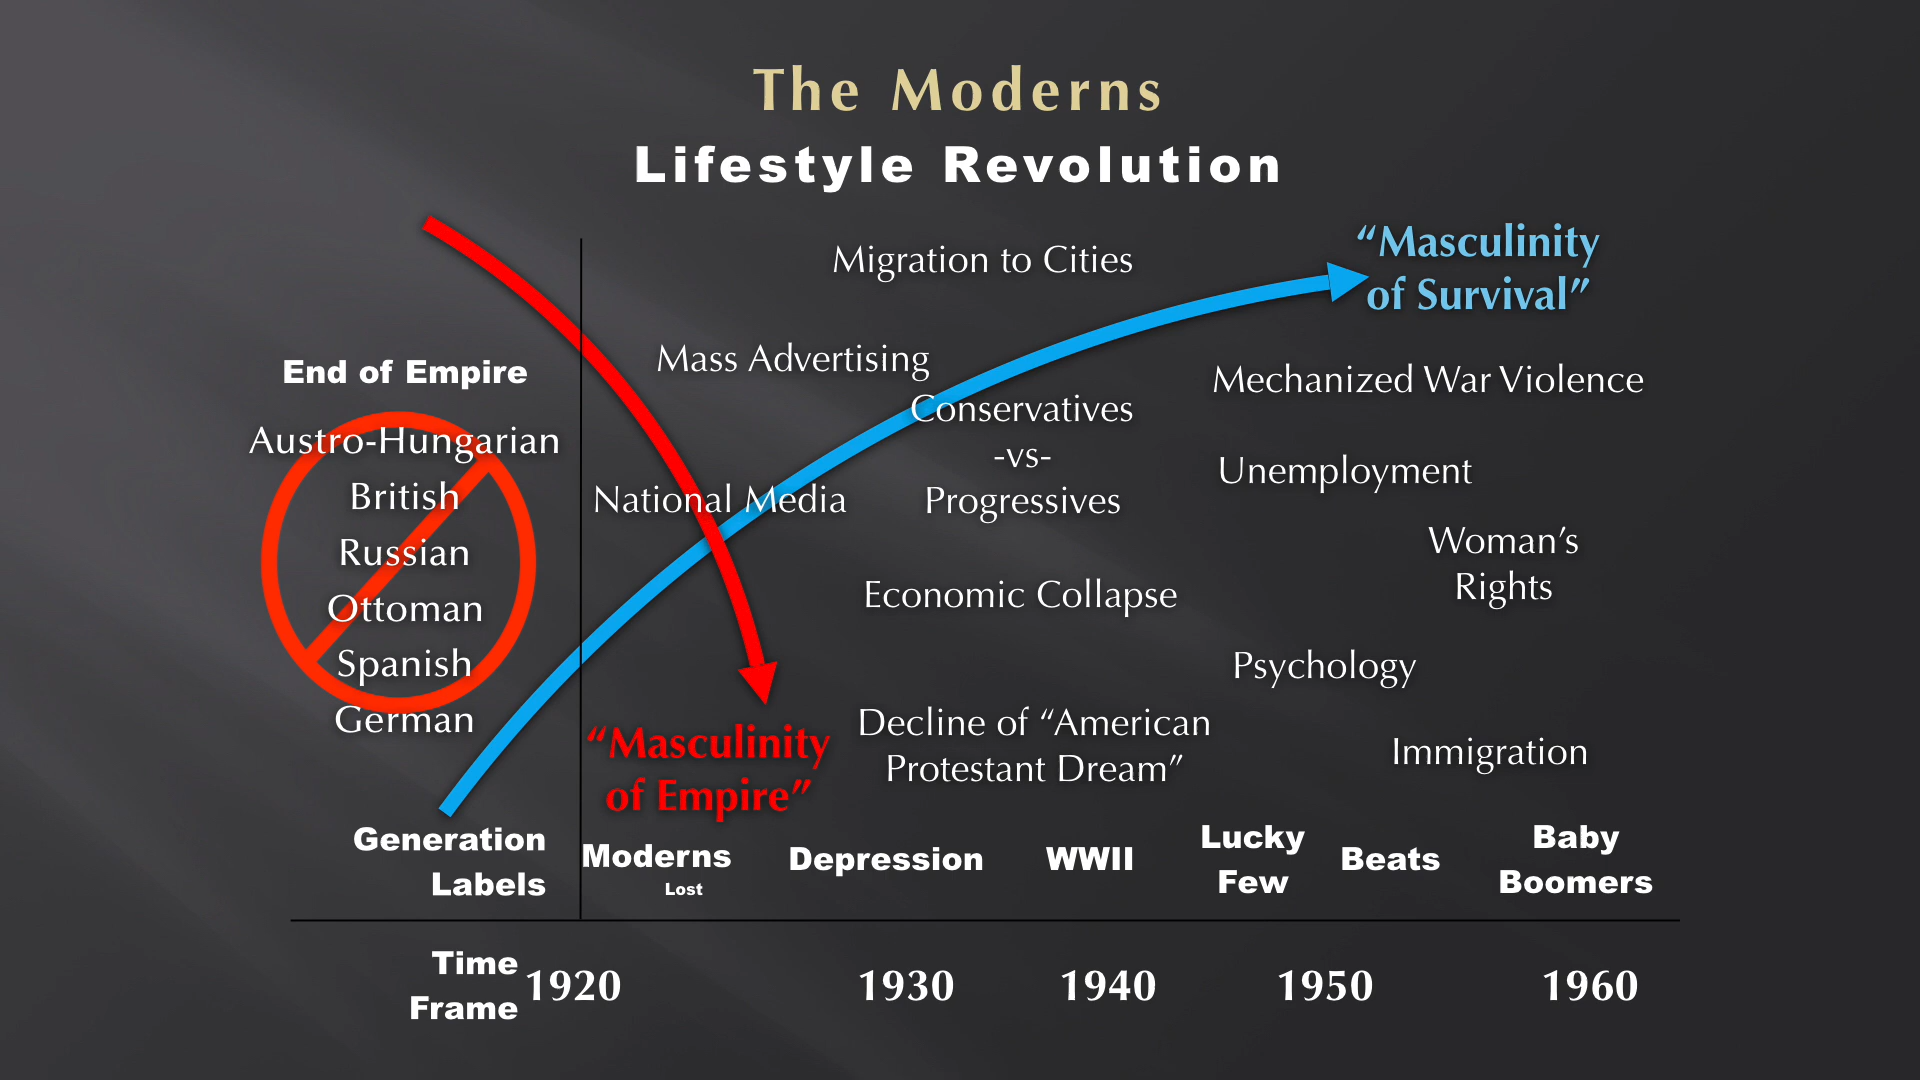 The Moderns
Lifestyle Revolution
End of Empire
Austro-Hungarian
British
Russian
Ottoman
Spanish
German
Migration to Cities
Mass Advertising
National Media
Conservatives
-vs-
Progressives
Economic Collapse
Decline of “American
Protestant Dream”
“Masculinity
of Empire”
“Masculinity
of Survival”
Mechanized War Violence
Unemployment
Woman’s
Rights
Psychology
Immigration
Generation
Labels
Moderns
Lost
Depression
WWII
Lucky
Few
Beats
Baby
Boomers
Time
Frame
1920
1930
1940
1950
1960